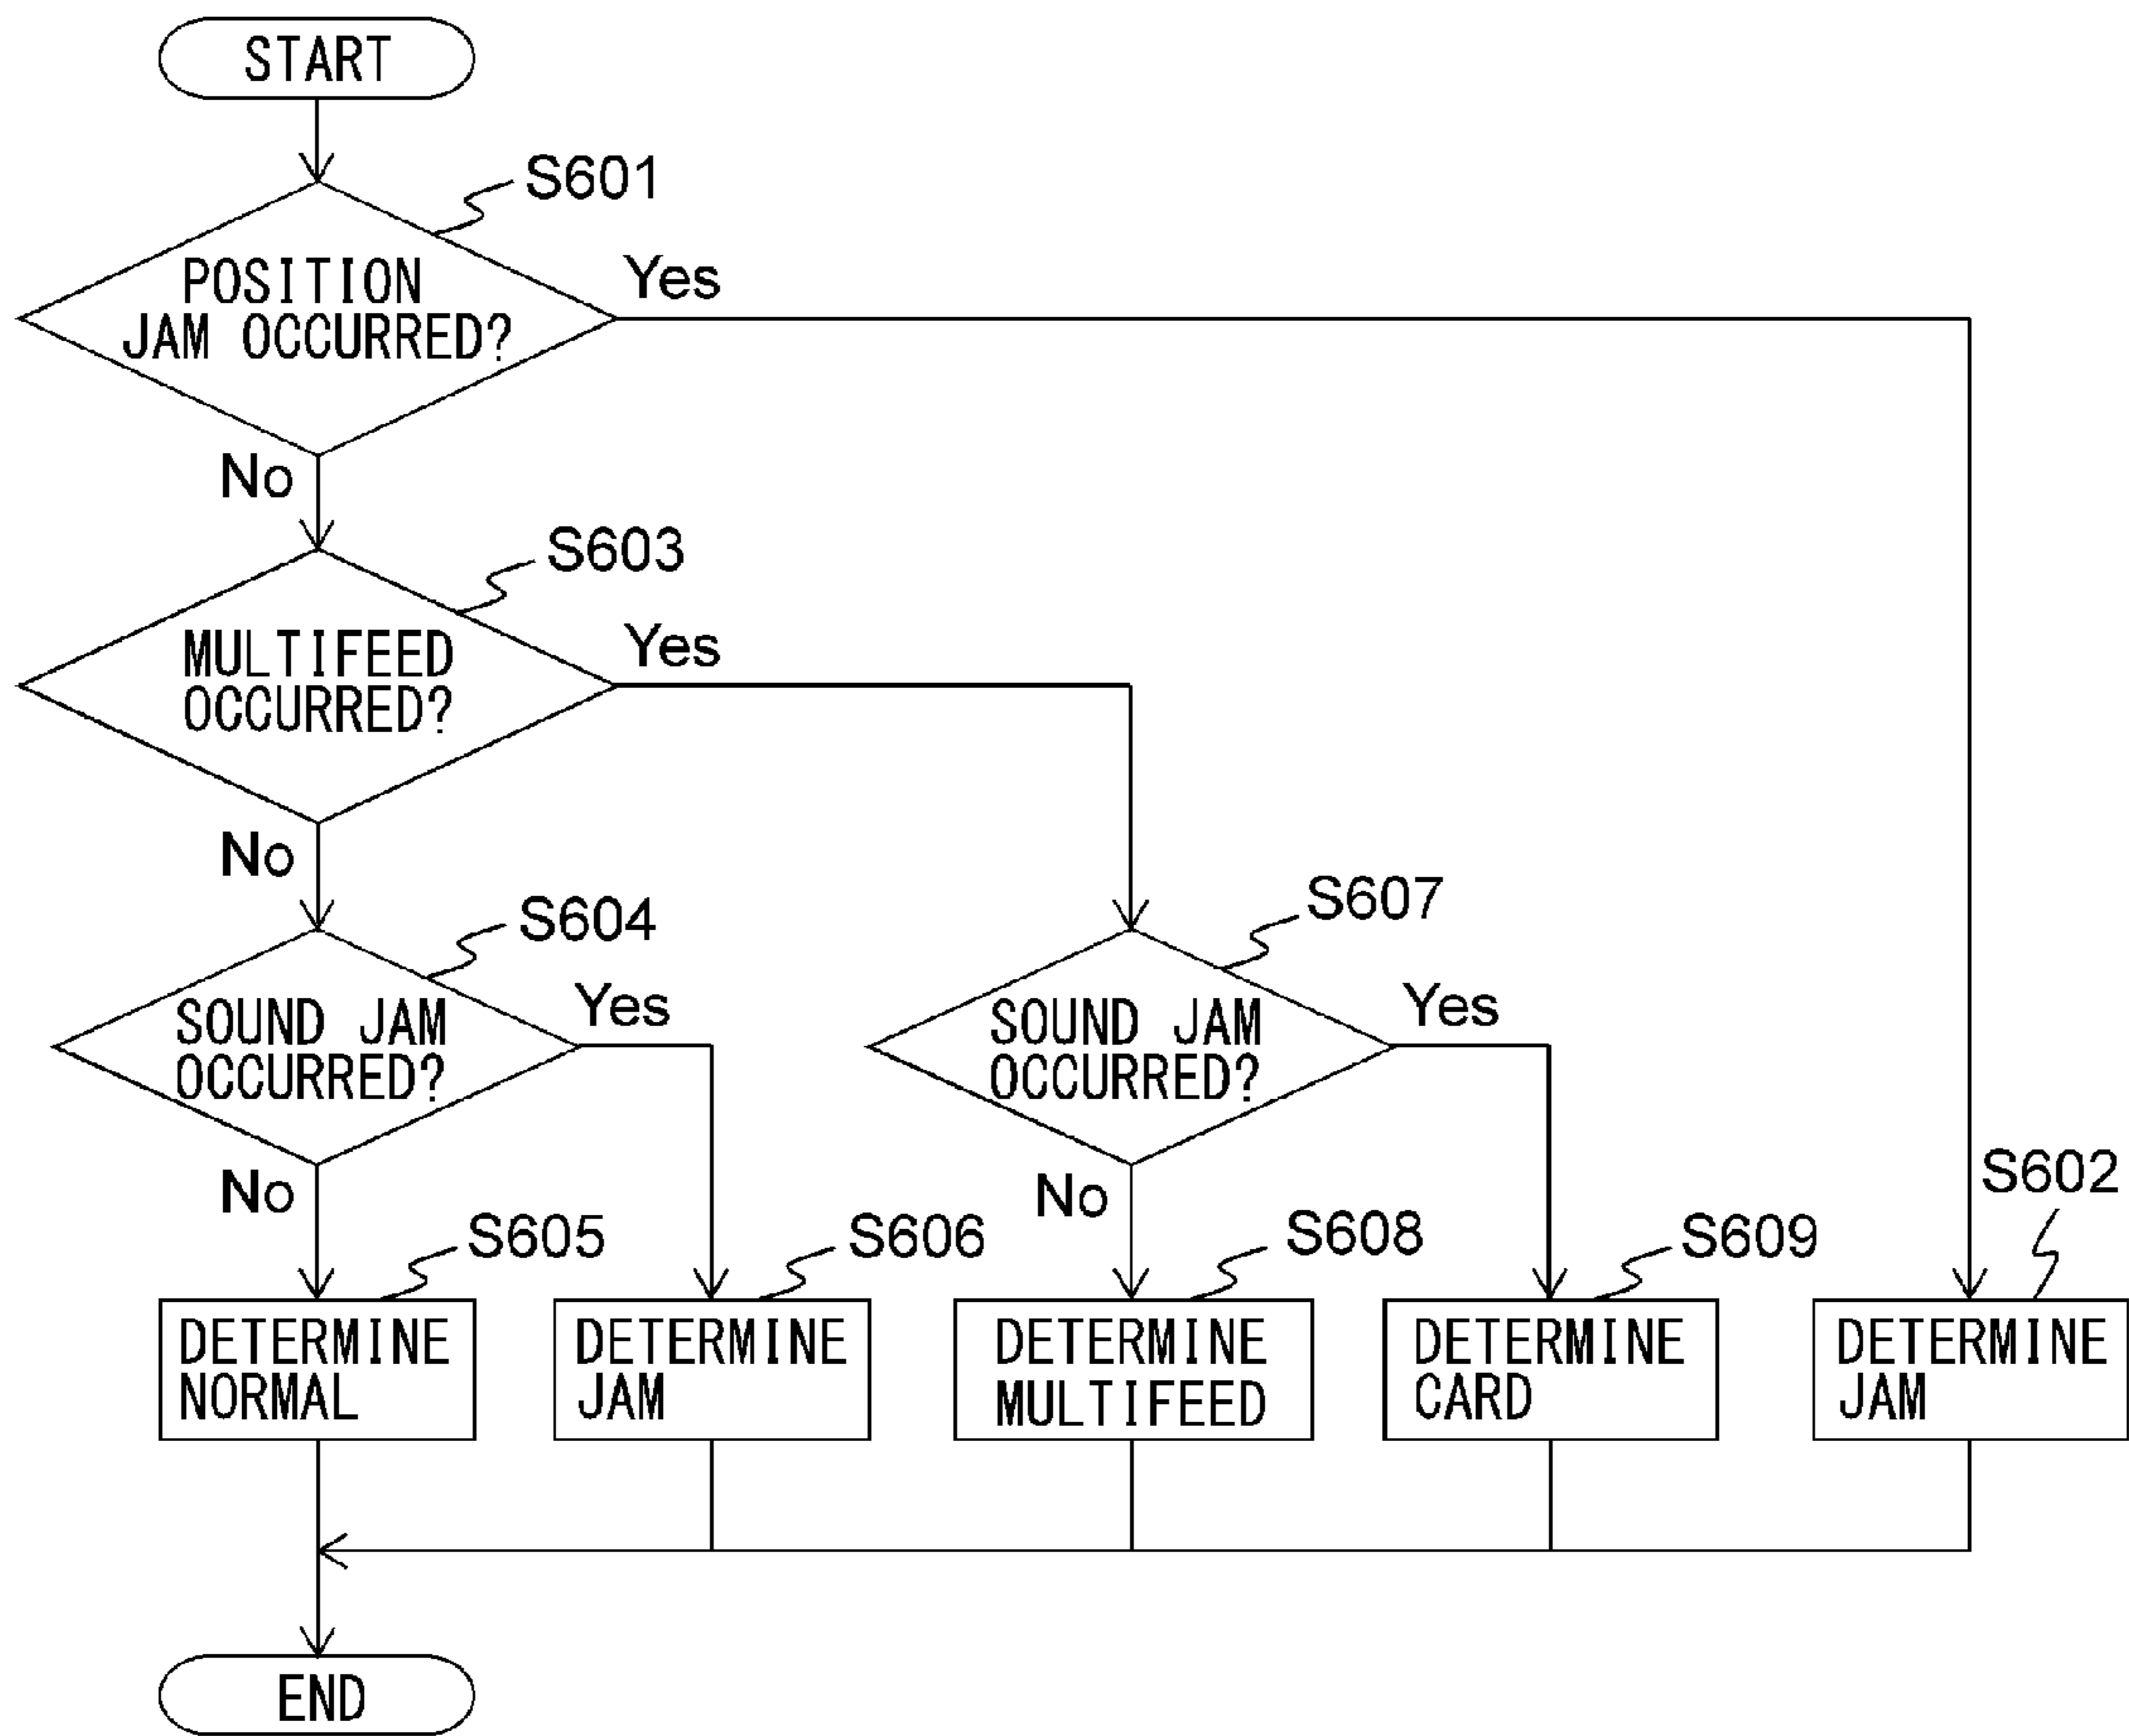 START
S601
POSITION
JAM OCCURRED?
Yes
No
S603
MULTIFEED
OCCURRED?
Yes
No
S604
SOUND JAM
OCCURRED?
Yes
No
S607
SOUND JAM
OCCURRED?
Yes
No
S605
DETERMINE
NORMAL
S606
DETERMINE
JAM
S608
DETERMINE
MULTIFEED
S609
DETERMINE
CARD
S602
DETERMINE
JAM
END